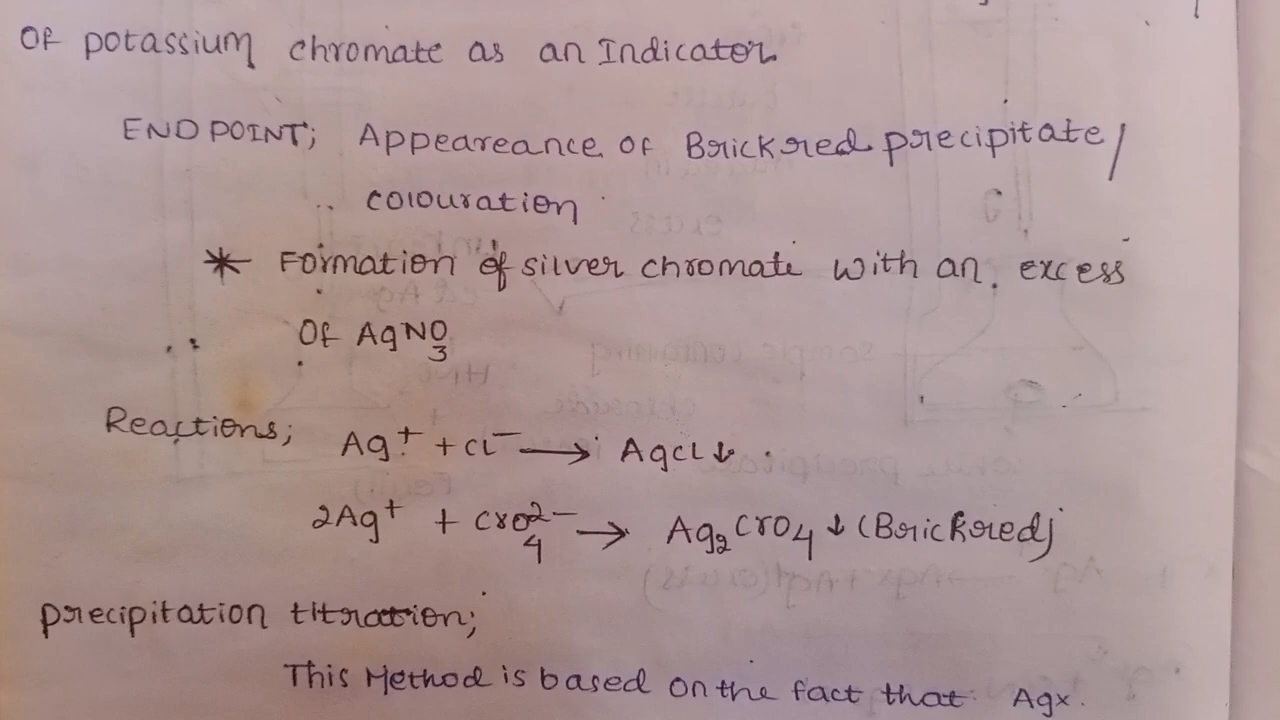 Of potassium chromate as an Indicator
END POINT; Appeareance of Brickred precipitate/
colouration
* Formation of silver chromate with an excess
Of AgNO3
Reactions; Ag+ + Cl- → AgCl↓
2Ag+ + CrO4 2- → Ag2CrO4 ↓ (Brickred)
precipitation titration;
This Method is based on the fact that Agx.